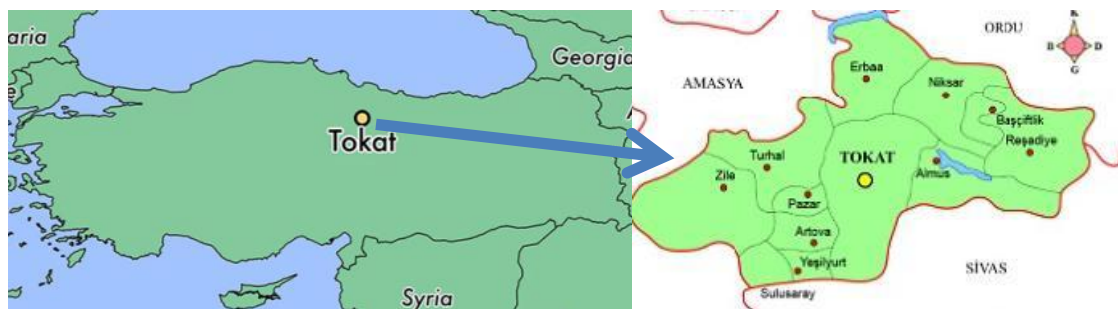 aria
Georgia
Tokat
Syria
ORDU
K
B D
G
AMASYA
Erbaa
Niksar
Başçiftlik
Reşadiye
Turhal
TOKAT
Almus
Zile
Pazar
Artova
Yeşilyurt
SİVAS
Sulusaray